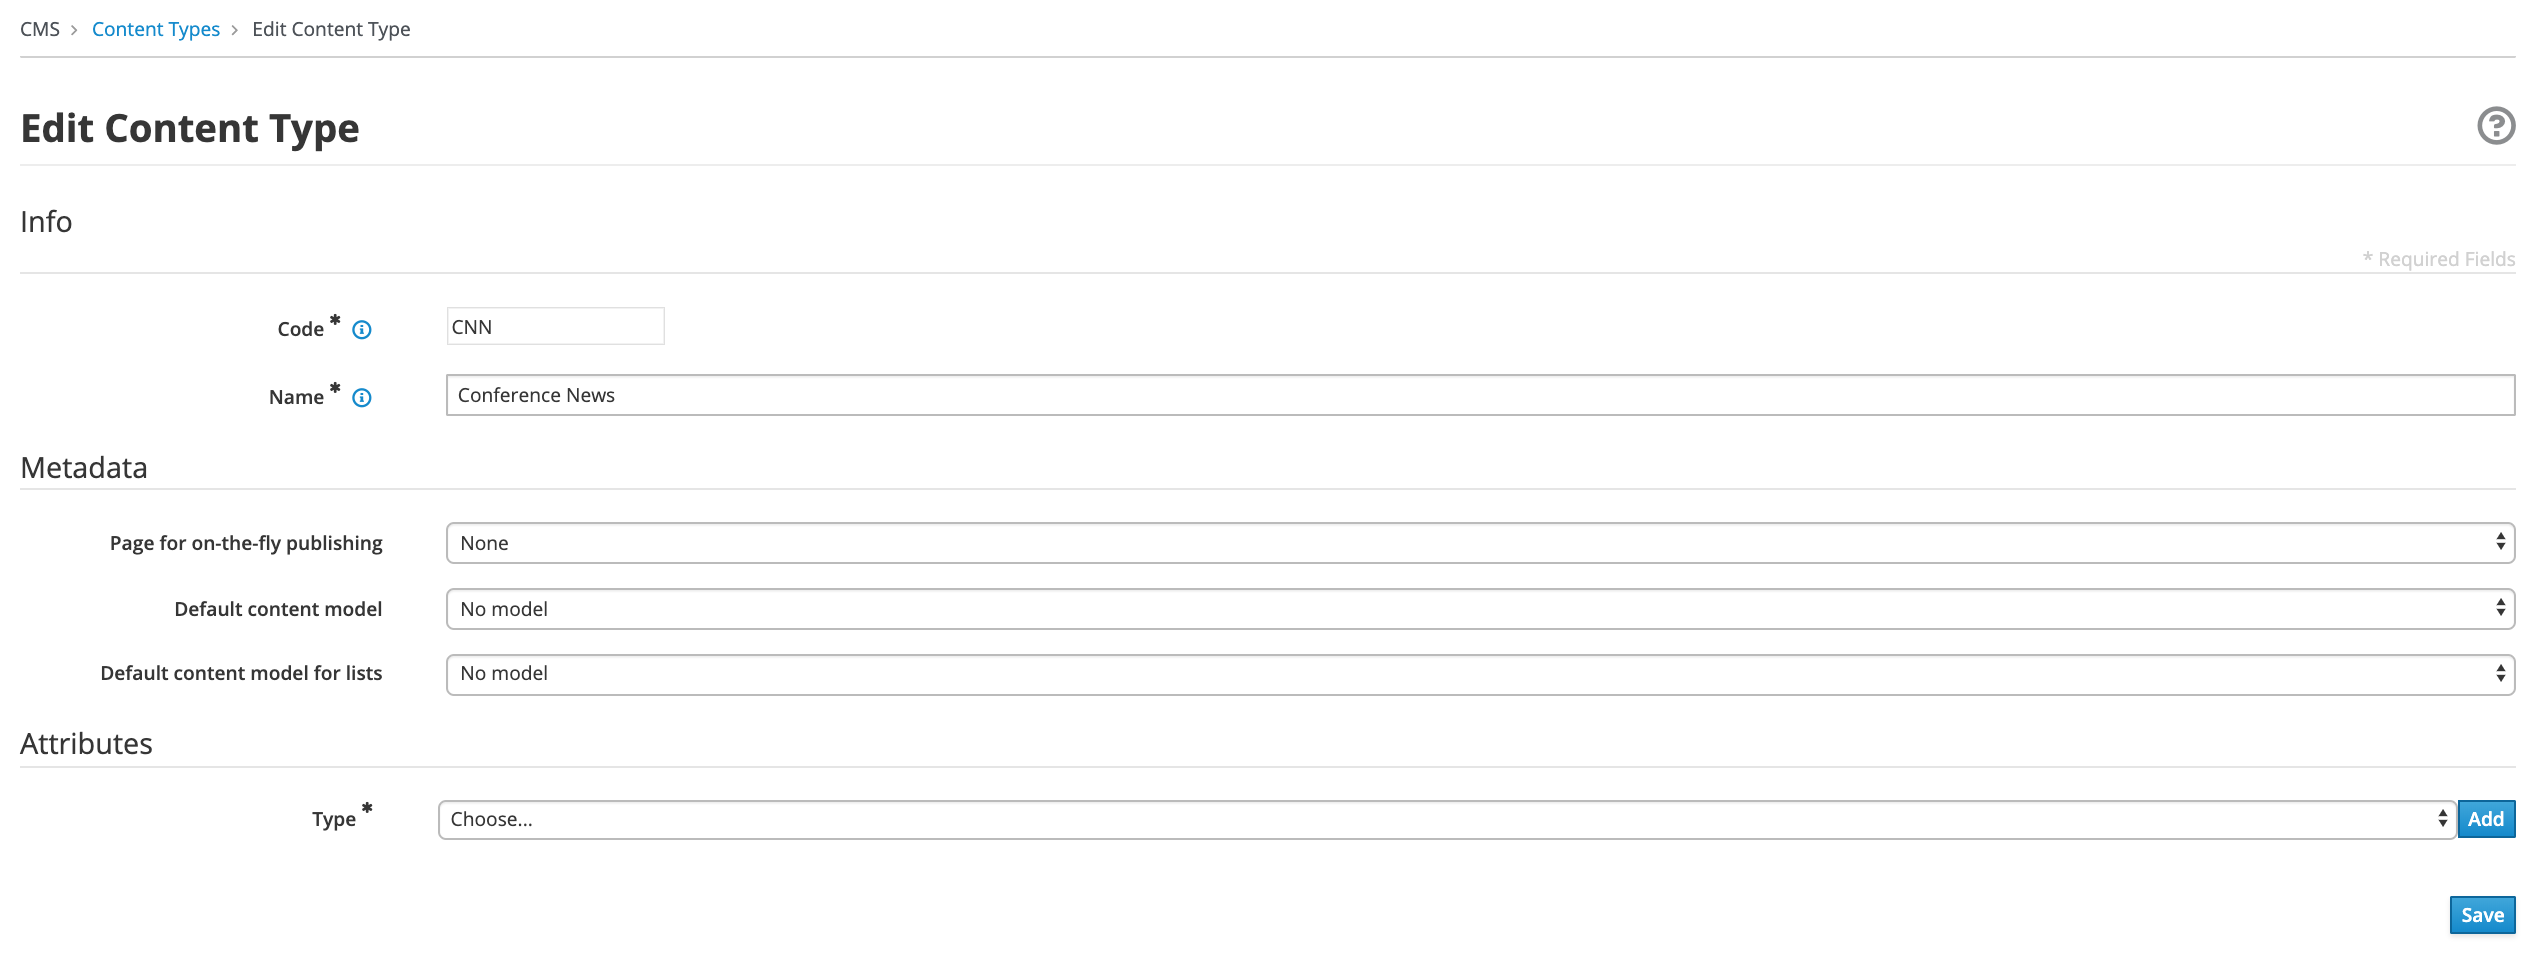 CMS > Content Types > Edit Content Type
Edit Content Type
Info
* Required Fields
Code * CNN
Name * Conference News
Metadata
Page for on-the-fly publishing None
Default content model No model
Default content model for lists No model
Attributes
Type * Choose... Add
Save